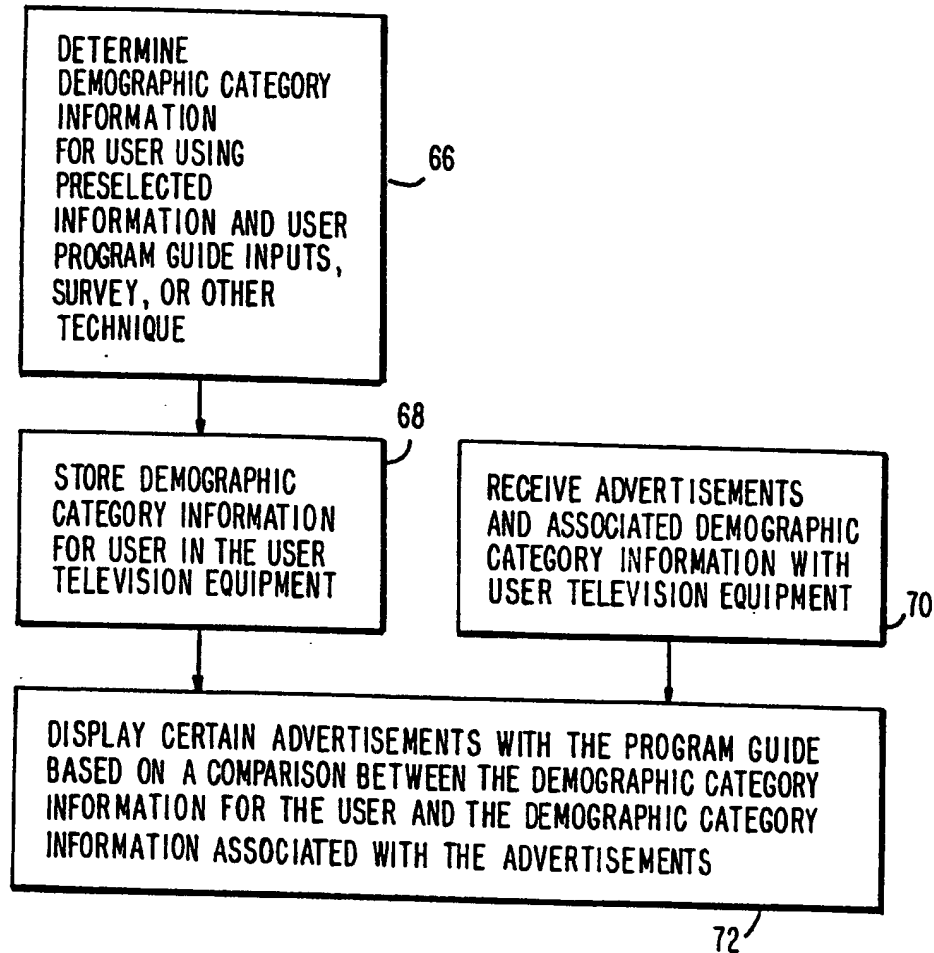 DETERMINE
DEMOGRAPHIC CATEGORY
INFORMATION
FOR USER USING
PRESELECTED
INFORMATION AND USER
PROGRAM GUIDE INPUTS,
SURVEY, OR OTHER
TECHNIQUE
66
68
STORE DEMOGRAPHIC
CATEGORY INFORMATION
FOR USER IN THE USER
TELEVISION EQUIPMENT
RECEIVE ADVERTISEMENTS
AND ASSOCIATED DEMOGRAPHIC
CATEGORY INFORMATION WITH
USER TELEVISION EQUIPMENT
70
DISPLAY CERTAIN ADVERTISEMENTS WITH THE PROGRAM GUIDE
BASED ON A COMPARISON BETWEEN THE DEMOGRAPHIC CATEGORY
INFORMATION FOR THE USER AND THE DEMOGRAPHIC CATEGORY
INFORMATION ASSOCIATED WITH THE ADVERTISEMENTS
72